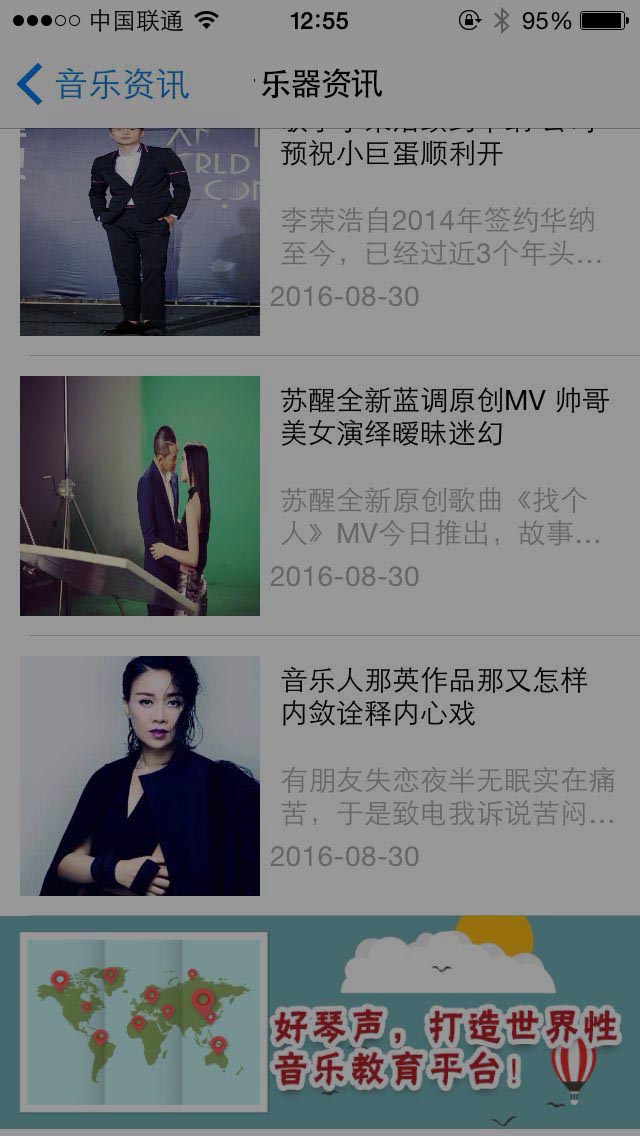 中国联通 12:55 95%
音乐资讯 乐器资讯
预祝小巨蛋顺利开
李荣浩自2014年签约华纳
至今，已经过近3个年头...
2016-08-30
苏醒全新蓝调原创MV 帅哥
美女演绎暧昧迷幻
苏醒全新原创歌曲《找个
人》MV今日推出，故事...
2016-08-30
音乐人那英作品那又怎样
内敛诠释内心戏
有朋友失恋夜半无眠实在痛
苦，于是致电我诉说苦闷...
2016-08-30
好琴声，打造世界性
音乐教育平台！